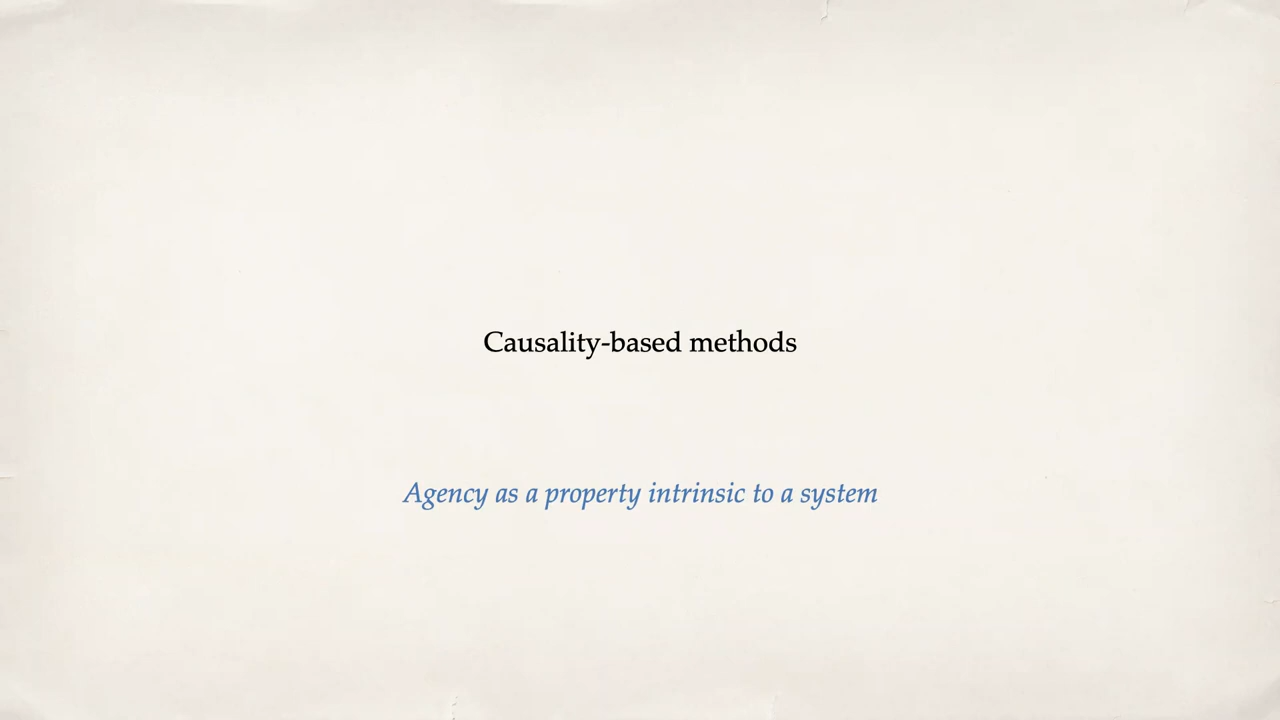 Causality-based methods
Agency as a property intrinsic to a system